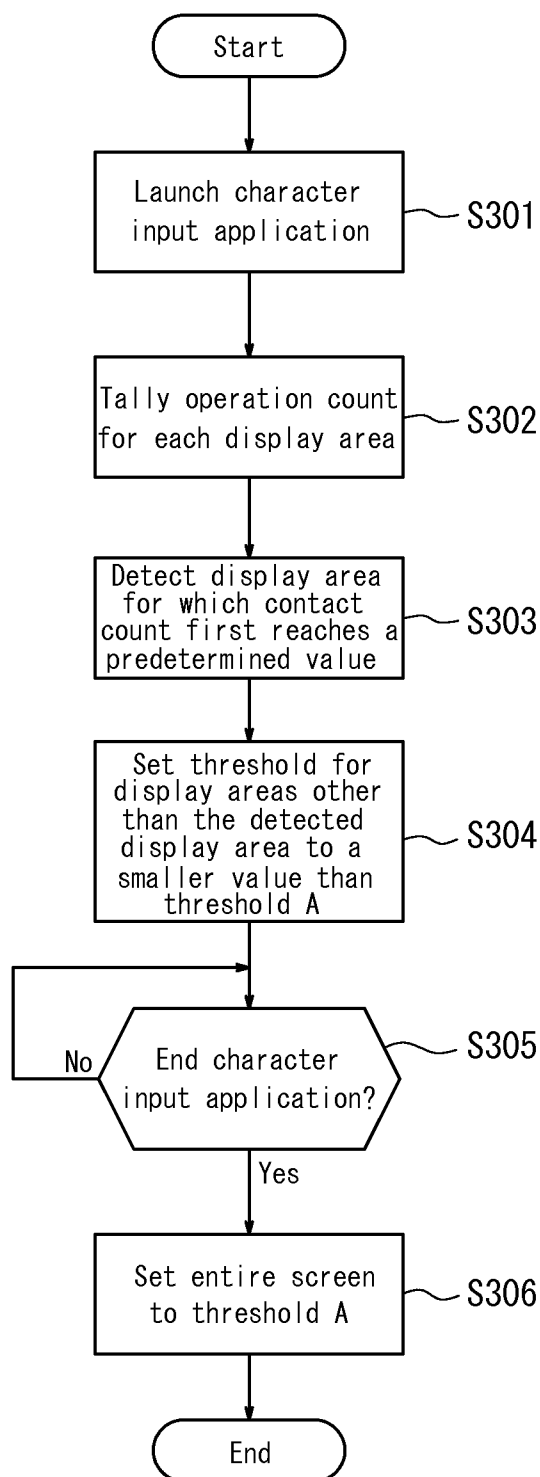 Start
Launch character
input application
S301
Tally operation count
for each display area
S302
Detect display area
for which contact
count first reaches a
predetermined value
S303
Set threshold for
display areas other
than the detected
display area to a
smaller value than
threshold A
S304
End character
input application?
S305
No
Yes
Set entire screen
to threshold A
S306
End